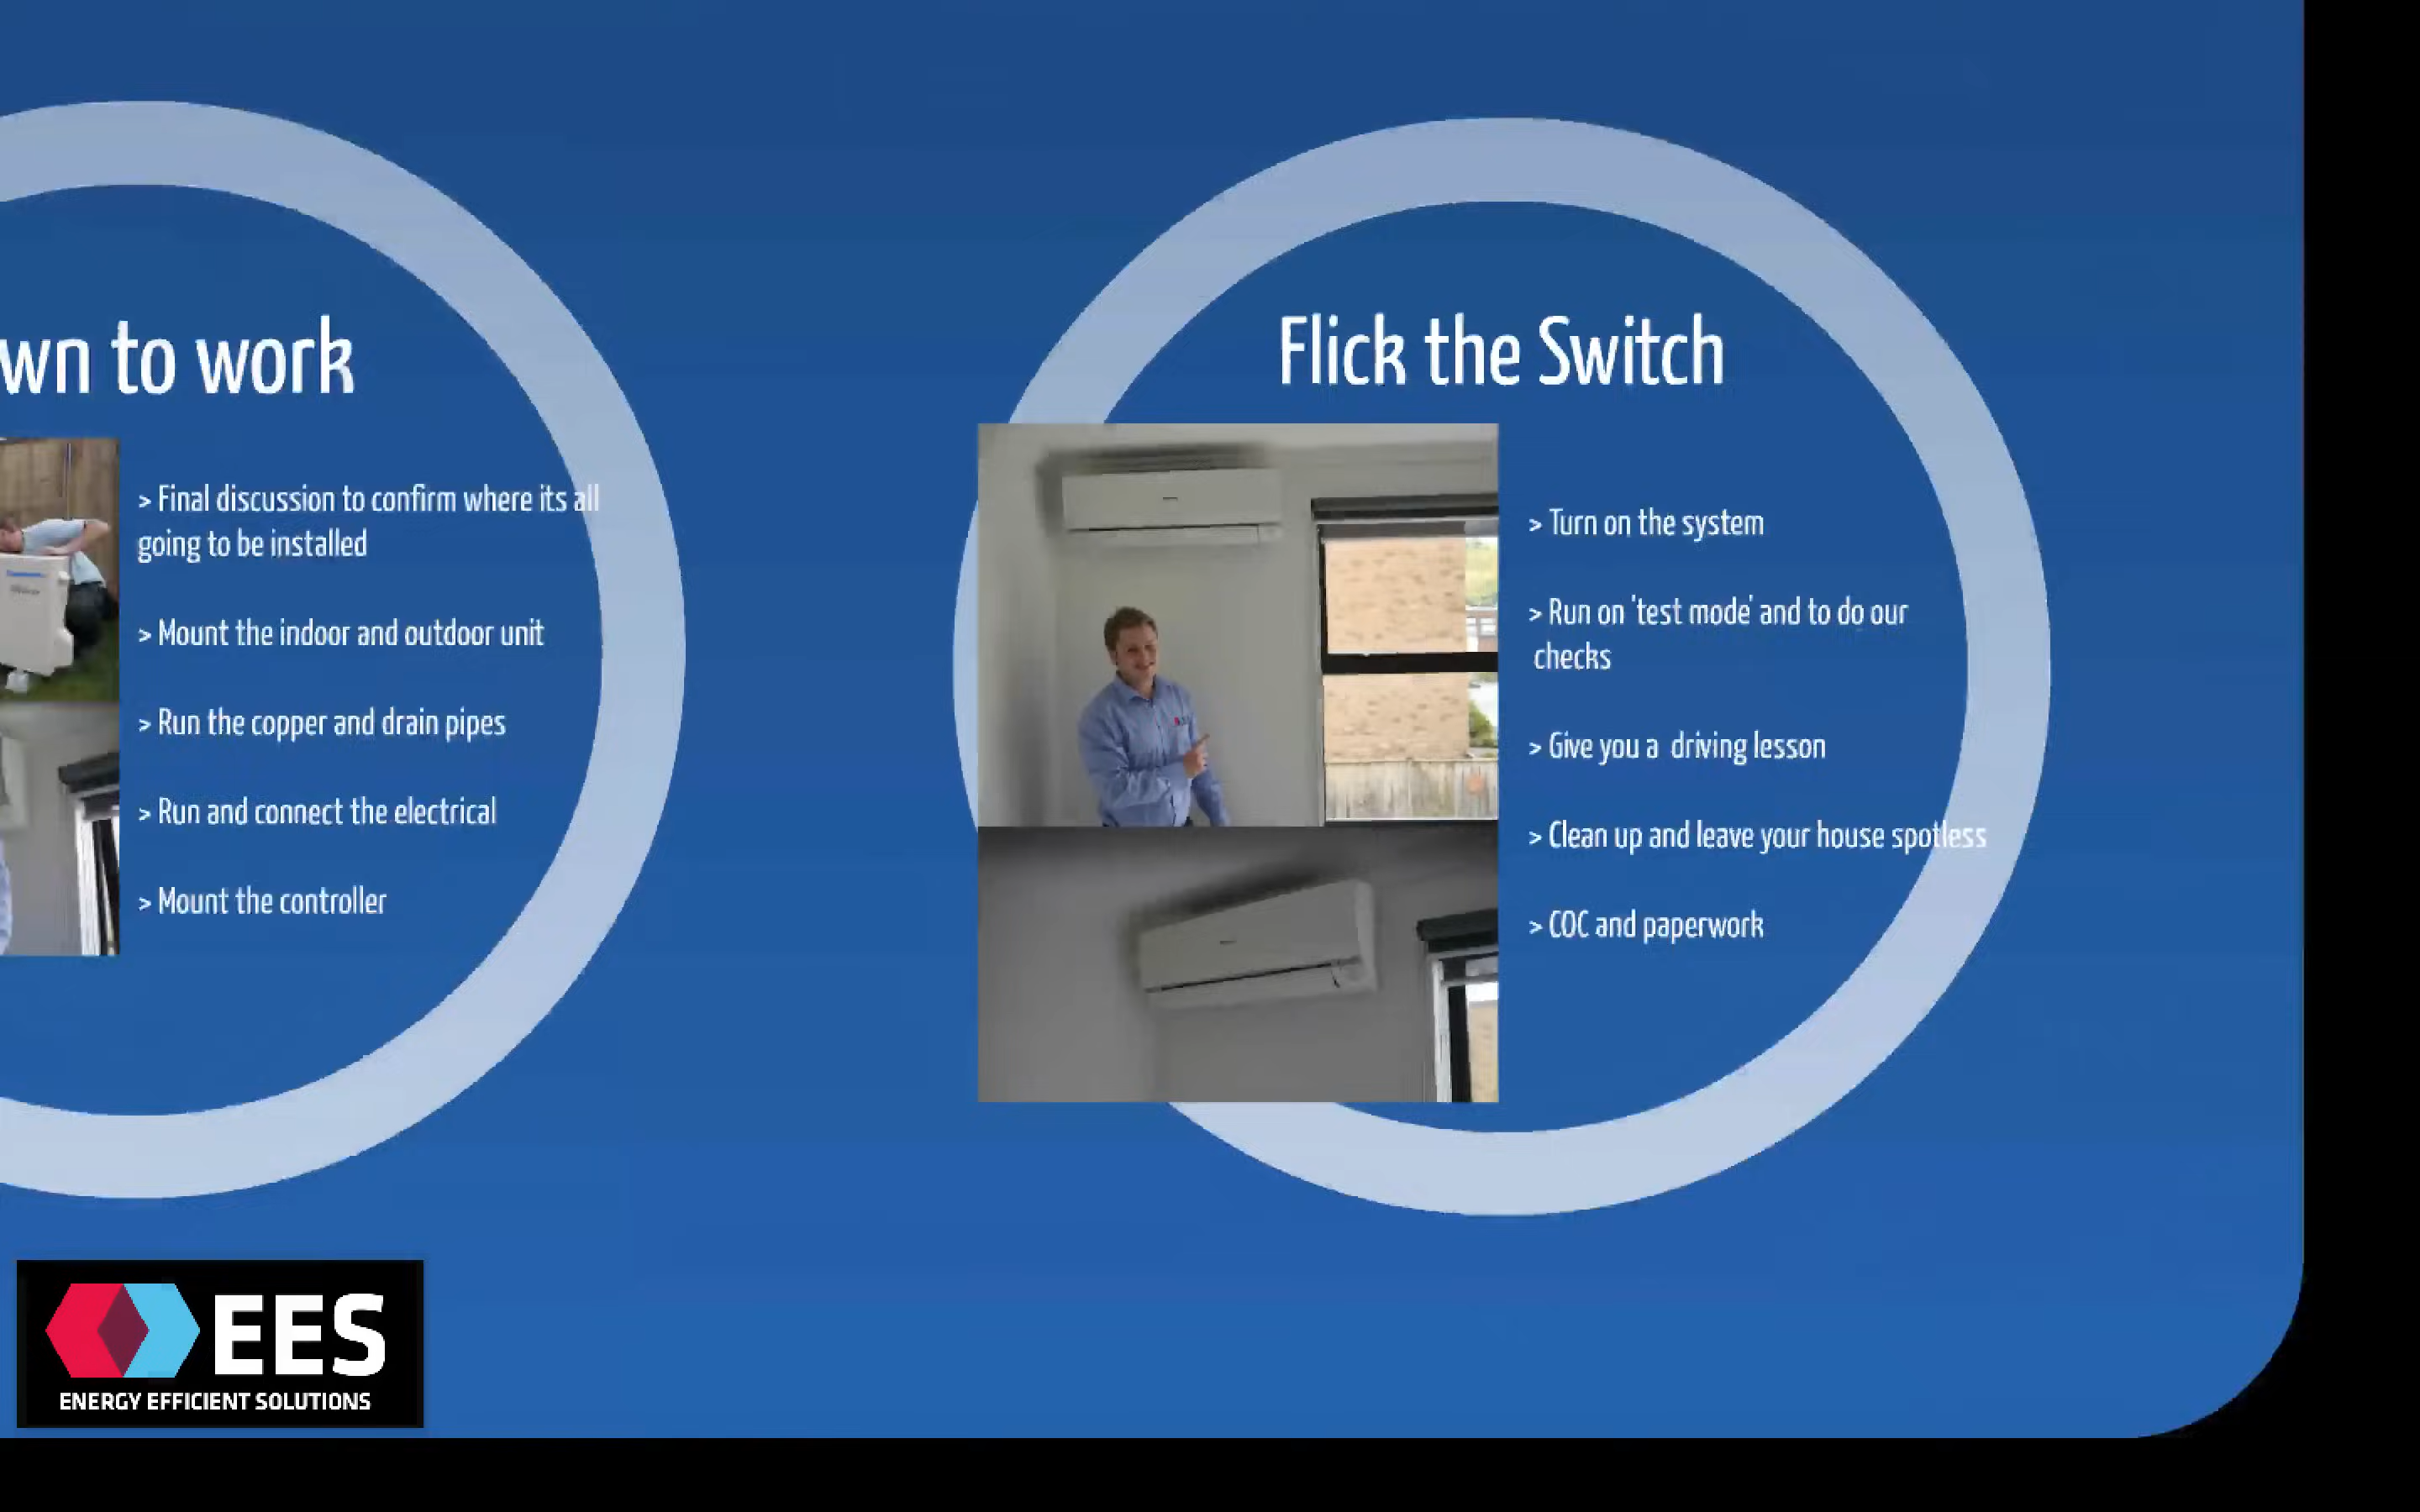 wn to work
> Final discussion to confirm where its all
going to be installed
> Mount the indoor and outdoor unit
> Run the copper and drain pipes
> Run and connect the electrical
> Mount the controller
Flick the Switch
> Turn on the system
> Run on 'test mode' and to do our
checks
> Give you a  driving lesson
> Clean up and leave your house spotless
> COC and paperwork
EES
ENERGY EFFICIENT SOLUTIONS